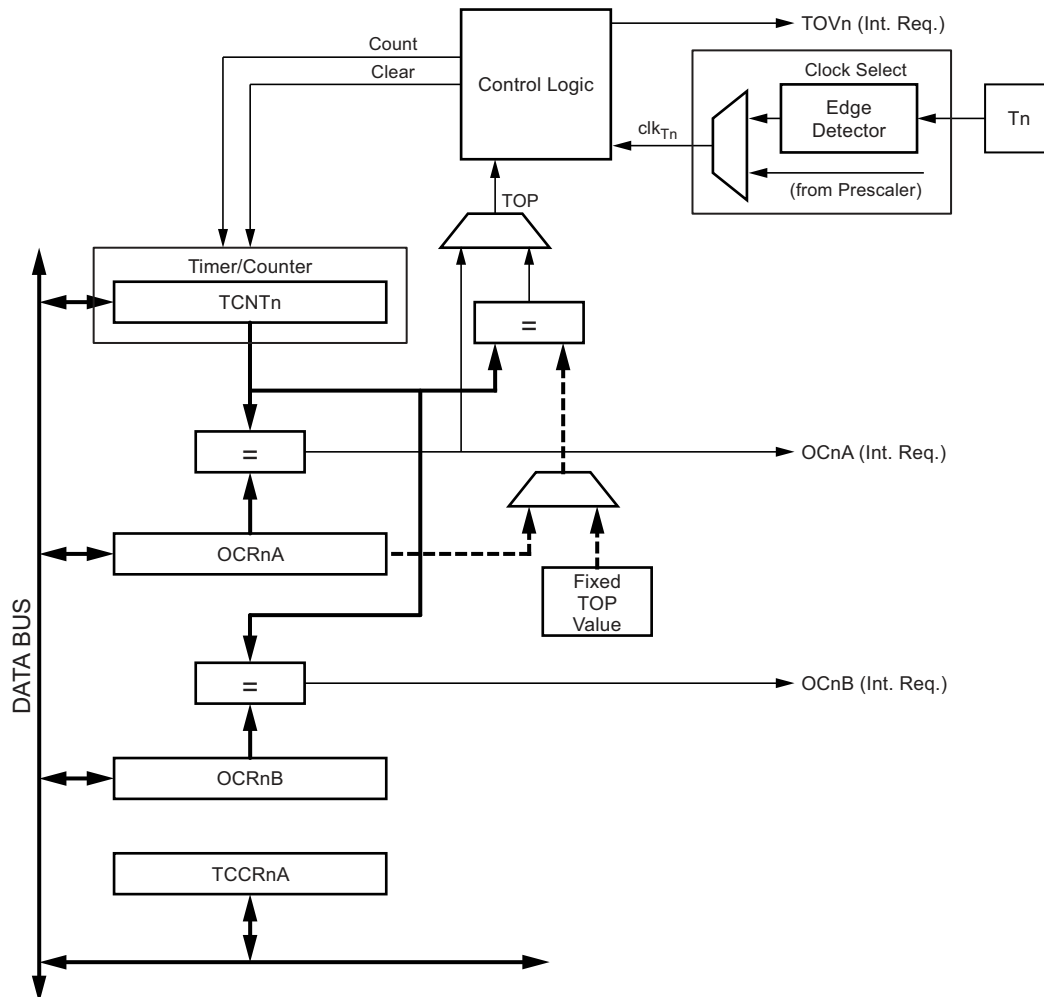 TOVn (Int. Req.)
Count
Clear
Control Logic
Clock Select
Edge
Detector
Tn
clkTn
(from Prescaler)
TOP
Timer/Counter
TCNTn
=
=
OCnA (Int. Req.)
OCRnA
Fixed
TOP
Value
DATA BUS
=
OCnB (Int. Req.)
OCRnB
TCCRnA